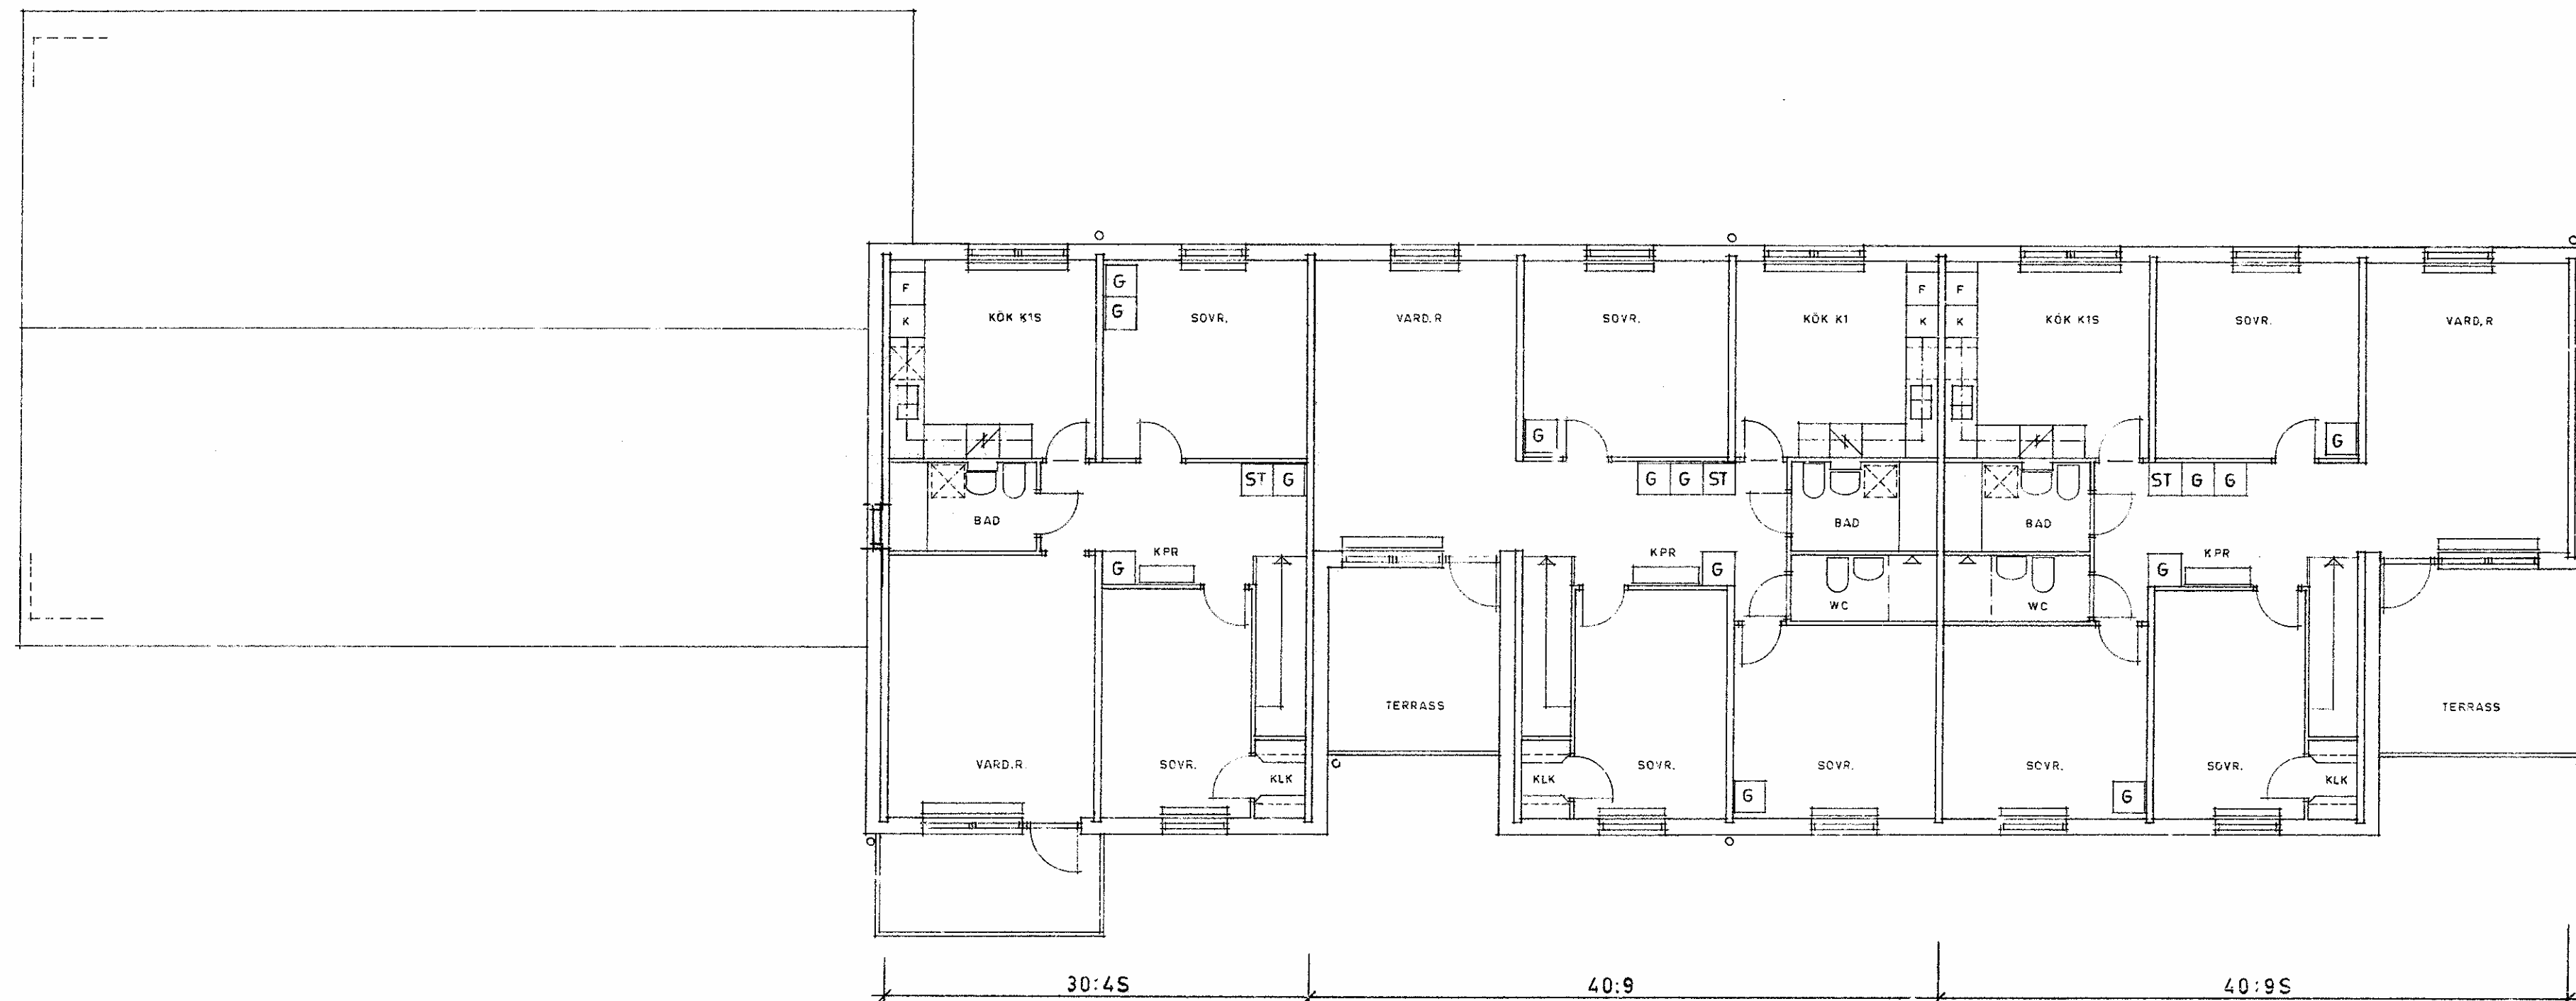 F
K
KÖK K1S
G
G
SOVR.
VARD.R
SOVR.
KÖK K1
F
K
F
K
KÖK K1S
SOVR.
VARD.R
G
G
ST G
G G ST
ST G G
BAD
BAD
BAD
KPR
G
KPR
G
G
KPR
WC
WC
TERRASS
TERRASS
VARD.R.
SOVR.
KLK
KLK
SOVR.
G
SOVR.
SOVR.
G
SOVR.
KLK
30:4S
40:9
40:9S